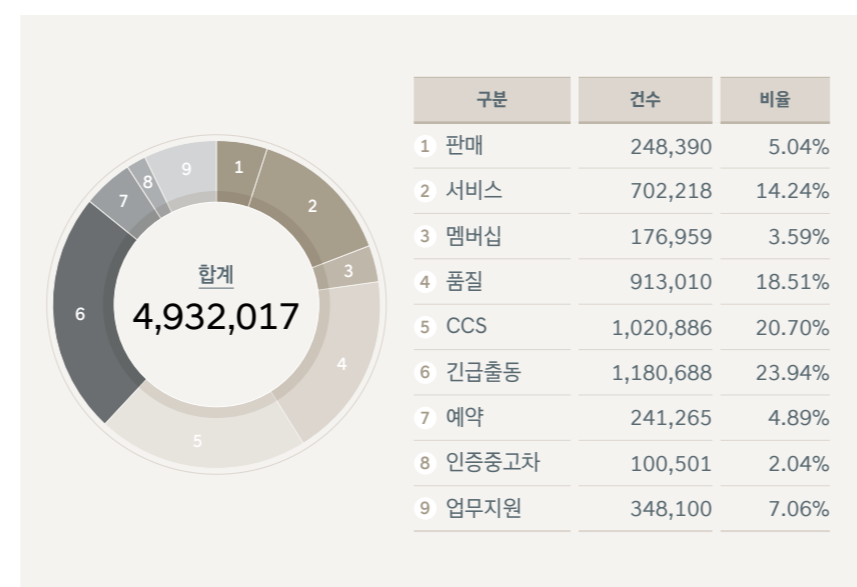 구분 건수 비율
1 판매 248,390 5.04%
2 서비스 702,218 14.24%
3 멤버십 176,959 3.59%
4 품질 913,010 18.51%
5 CCS 1,020,886 20.70%
6 긴급출동 1,180,688 23.94%
7 예약 241,265 4.89%
8 인증중고차 100,501 2.04%
9 업무지원 348,100 7.06%
합계
4,932,017
1
2
3
4
5
6
7
8
9